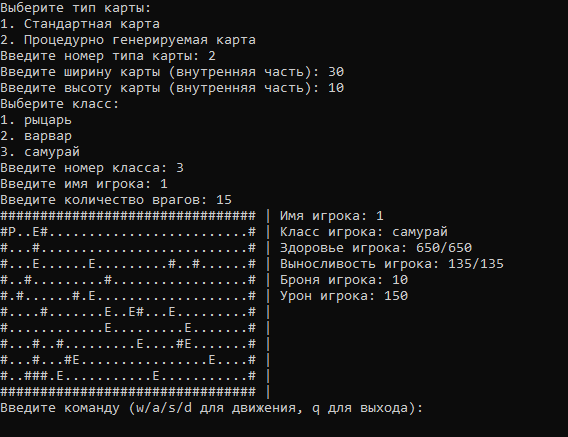 Выберите тип карты:
1. Стандартная карта
2. Процедурно генерируемая карта
Введите номер типа карты: 2
Введите ширину карты (внутренняя часть): 30
Введите высоту карты (внутренняя часть): 10
Выберите класс:
1. рыцарь
2. варвар
3. самурай
Введите номер класса: 3
Введите имя игрока: 1
Введите количество врагов: 15
################################ | Имя игрока: 1
#P..E#.........................# | Класс игрока: самурай
#...#..........................# | Здоровье игрока: 650/650
#...E......E.........#..#......# | Выносливость игрока: 135/135
#..#.........#.................# | Броня игрока: 10
#.#......#.E...................# | Урон игрока: 150
#....#.......E..E#...E.........# |
#............E.........E.......# |
#...#..#.........E....#E.......# |
#...#...#E................E....# |
#..###.E...........E...........# |
################################ |
Введите команду (w/a/s/d для движения, q для выхода):